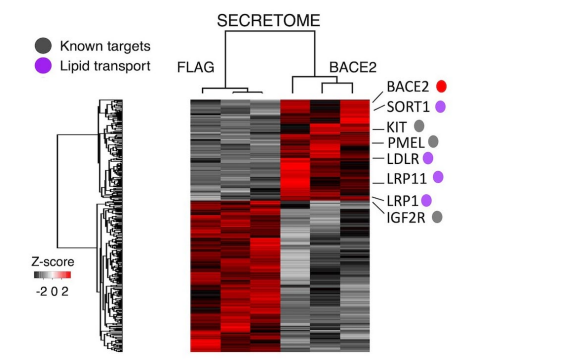 SECRETOME
Known targets
Lipid transport
FLAG
BACE2
BACE2
SORT1
KIT
PMEL
LDLR
LRP11
LRP1
IGF2R
Z-score
-2 0 2